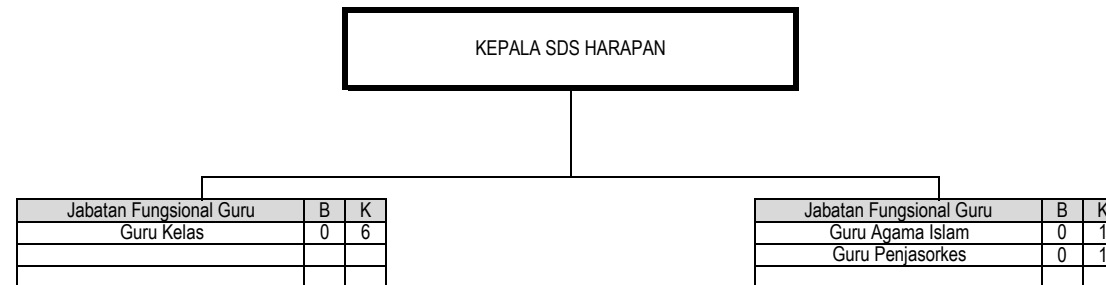 KEPALA SDS HARAPAN
Jabatan Fungsional Guru B K
Guru Kelas 0 6
Jabatan Fungsional Guru B K
Guru Agama Islam 0 1
Guru Penjasorkes 0 1